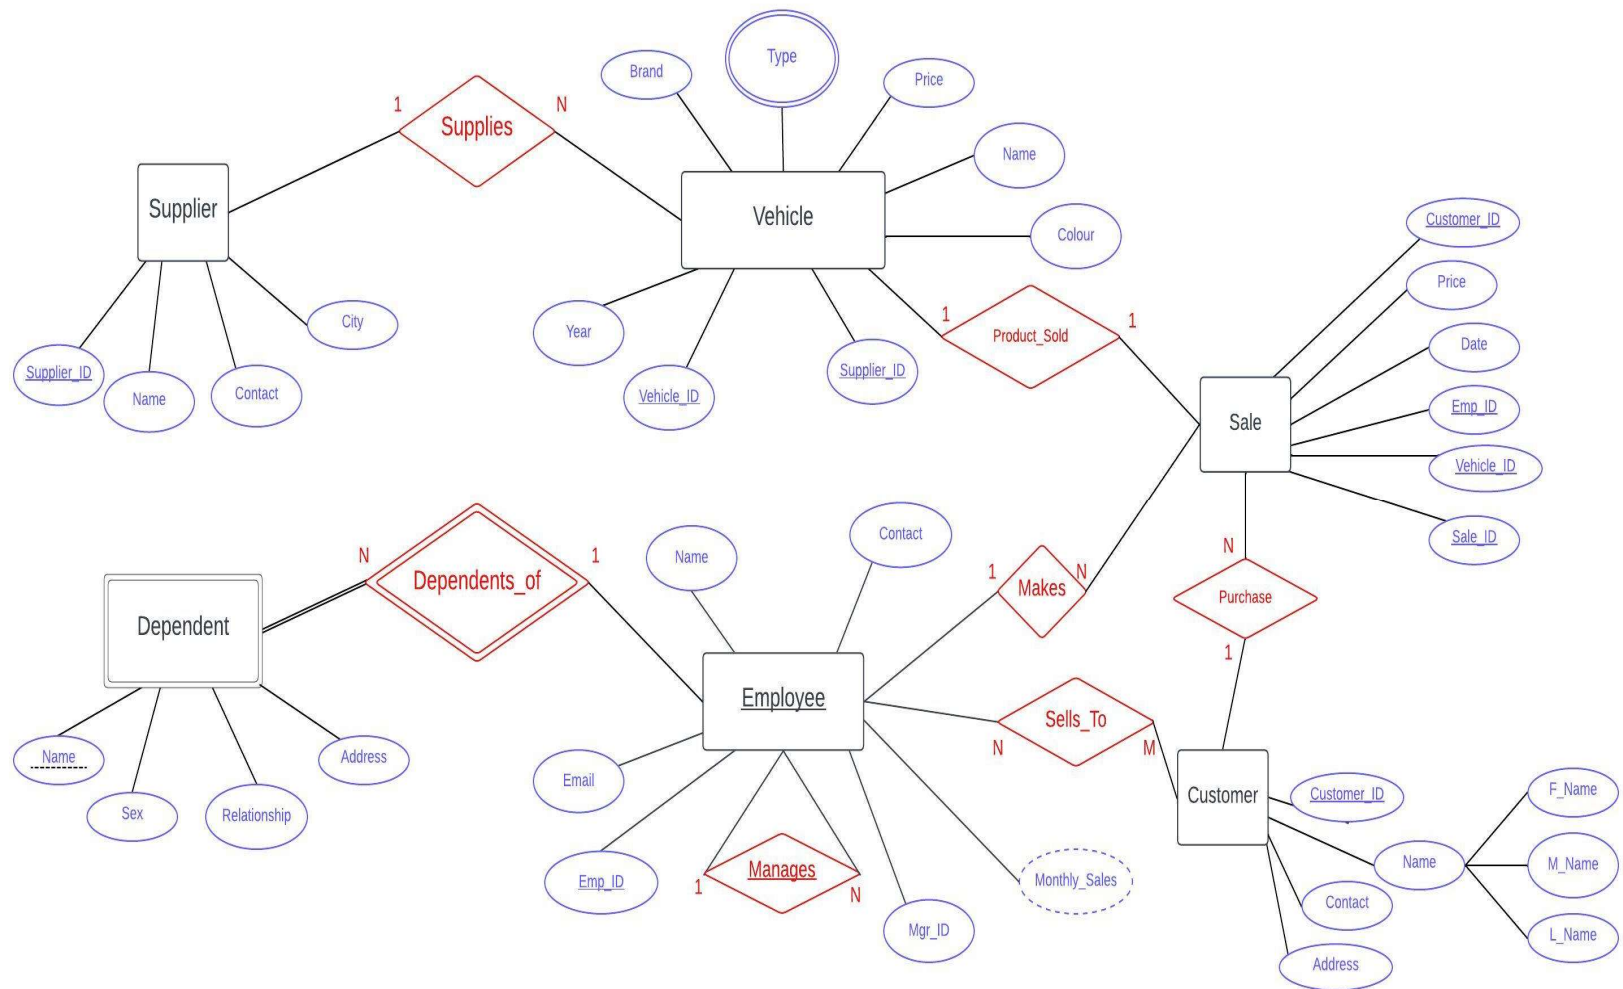 Type
Brand
Price
1
N
Supplies
Name
Supplier
Vehicle
Customer_ID
Colour
Price
City
Year
1
Product_Sold
1
Date
Supplier_ID
Name
Contact
Vehicle_ID
Supplier_ID
Sale
Emp_ID
Vehicle_ID
Sale_ID
Contact
Name
N
1
Dependents_of
N
1
Makes
N
Purchase
Dependent
1
Employee
Sells_To
N
M
Name
Address
Email
Customer
Customer_ID
F_Name
Sex
Relationship
Manages
Emp_ID
1
N
Monthly_Sales
Name
M_Name
Contact
Mgr_ID
L_Name
Address